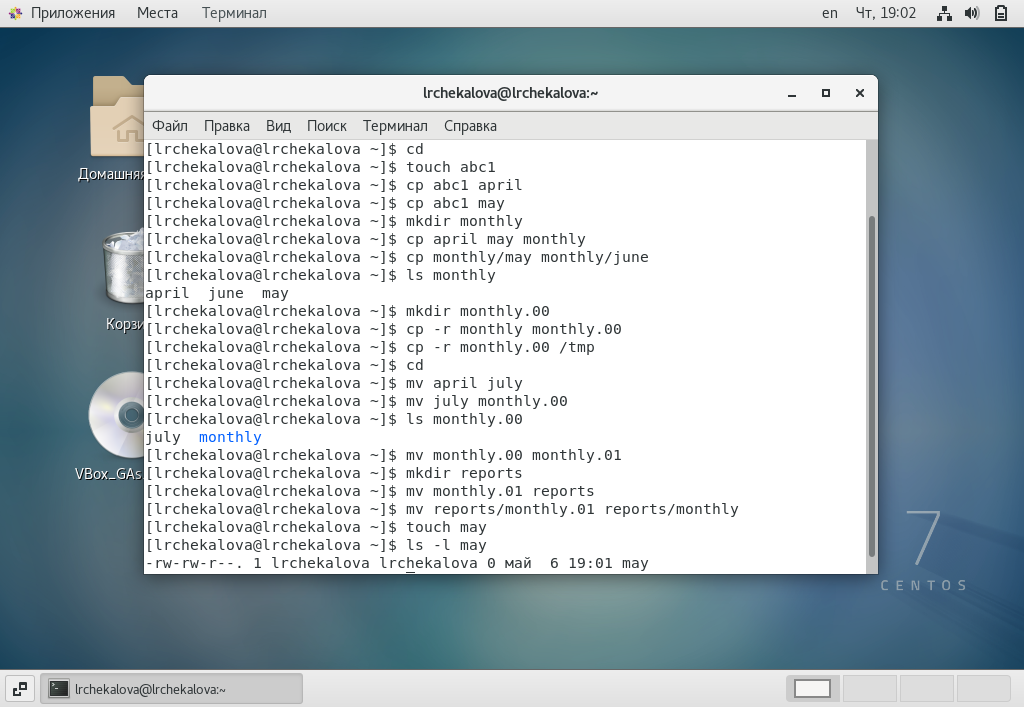 Приложения Места Терминал en Чт, 19:02
Домашняя
Корзи
VBox_GAs
lrchekalova@lrchekalova:~
Файл Правка Вид Поиск Терминал Справка
[lrchekalova@lrchekalova ~]$ cd
[lrchekalova@lrchekalova ~]$ touch abc1
[lrchekalova@lrchekalova ~]$ cp abc1 april
[lrchekalova@lrchekalova ~]$ cp abc1 may
[lrchekalova@lrchekalova ~]$ mkdir monthly
[lrchekalova@lrchekalova ~]$ cp april may monthly
[lrchekalova@lrchekalova ~]$ cp monthly/may monthly/june
[lrchekalova@lrchekalova ~]$ ls monthly
april  june  may
[lrchekalova@lrchekalova ~]$ mkdir monthly.00
[lrchekalova@lrchekalova ~]$ cp -r monthly monthly.00
[lrchekalova@lrchekalova ~]$ cp -r monthly.00 /tmp
[lrchekalova@lrchekalova ~]$ cd
[lrchekalova@lrchekalova ~]$ mv april july
[lrchekalova@lrchekalova ~]$ mv july monthly.00
[lrchekalova@lrchekalova ~]$ ls monthly.00
july  monthly
[lrchekalova@lrchekalova ~]$ mv monthly.00 monthly.01
[lrchekalova@lrchekalova ~]$ mkdir reports
[lrchekalova@lrchekalova ~]$ mv monthly.01 reports
[lrchekalova@lrchekalova ~]$ mv reports/monthly.01 reports/monthly
[lrchekalova@lrchekalova ~]$ touch may
[lrchekalova@lrchekalova ~]$ ls -l may
-rw-rw-r--. 1 lrchekalova lrchekalova 0 май  6 19:01 may
7
CENTOS
lrchekalova@lrchekalova:~